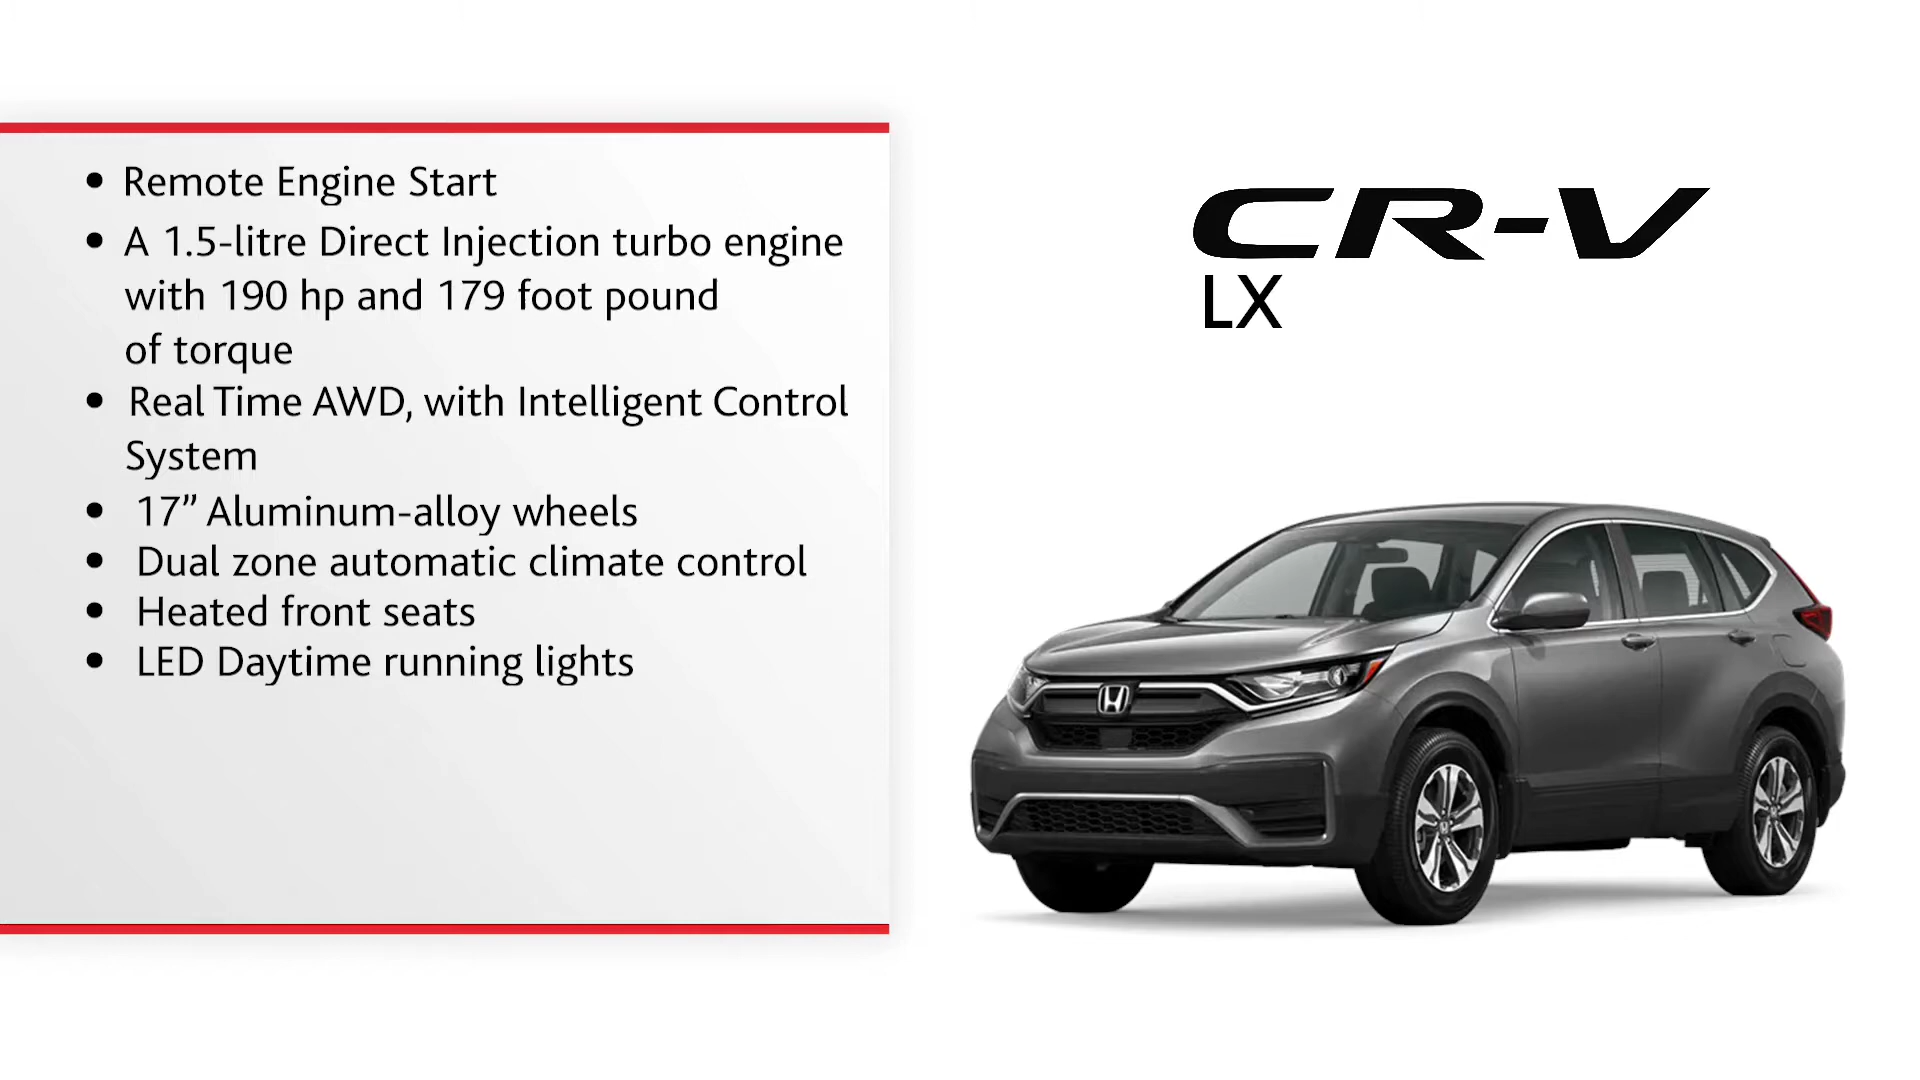 • Remote Engine Start
• A 1.5-litre Direct Injection turbo engine
with 190 hp and 179 foot pound
of torque
• Real Time AWD, with Intelligent Control
System
• 17” Aluminum-alloy wheels
• Dual zone automatic climate control
• Heated front seats
• LED Daytime running lights
CR-V
LX